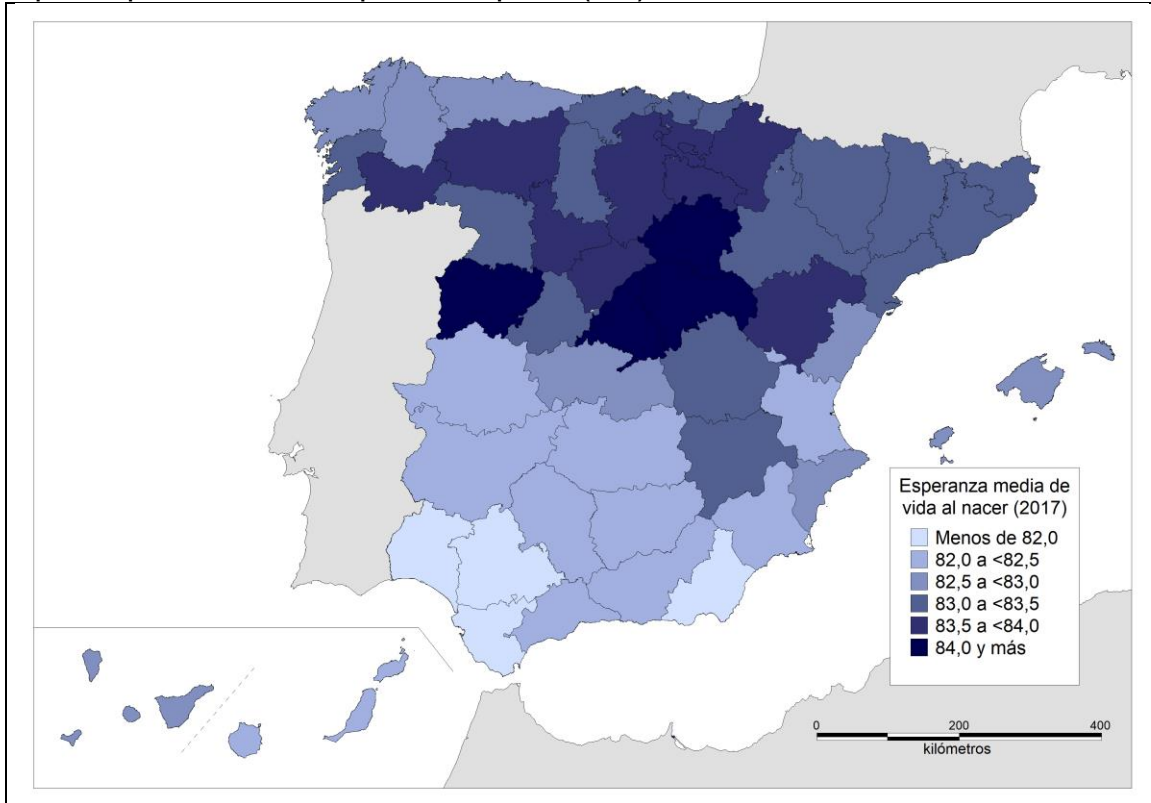 Esperanza media de
vida al nacer (2017)
Menos de 82,0
82,0 a <82,5
82,5 a <83,0
83,0 a <83,5
83,5 a <84,0
84,0 y más
0 200 400
kilómetros